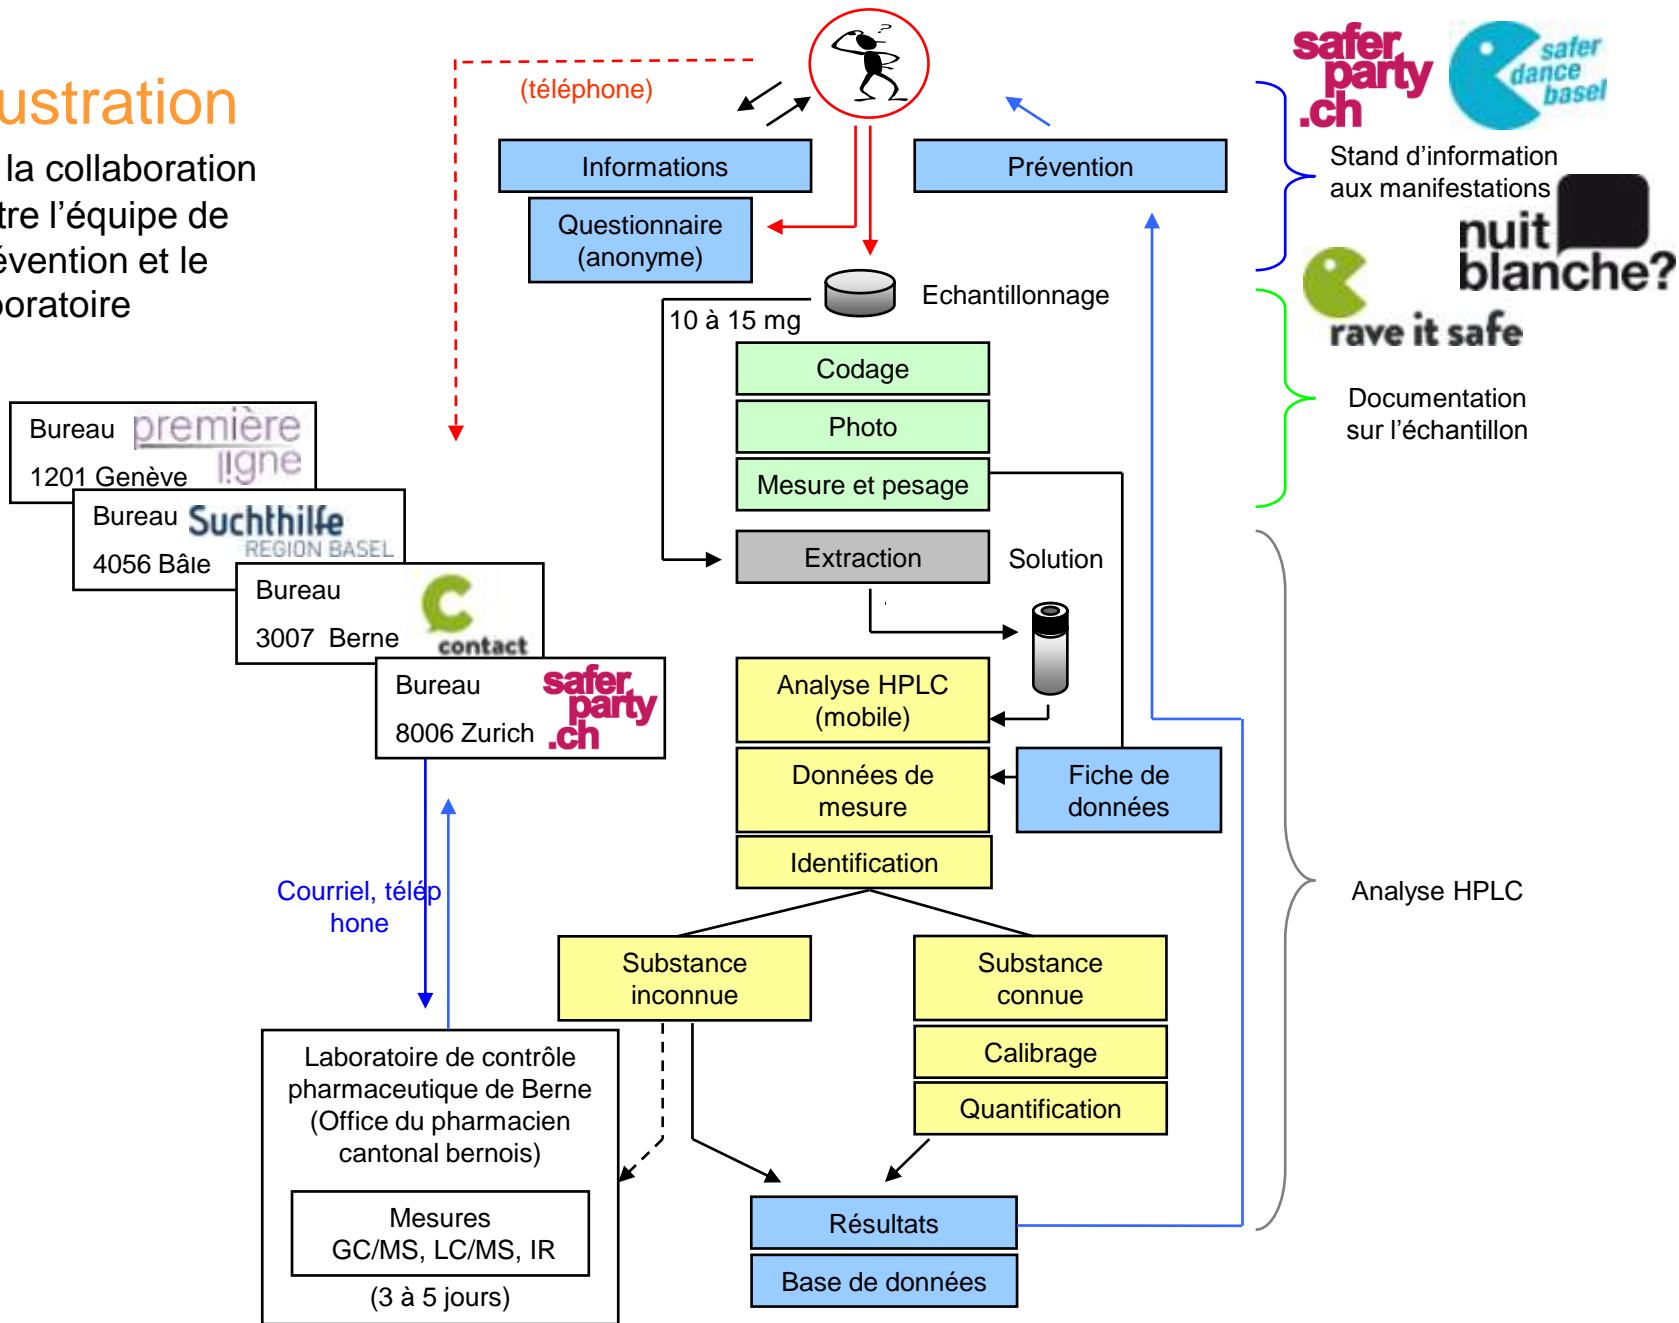 ustration
la collaboration
tre l'équipe de
évention et le
boratoire
(téléphone)
?
Informations
Questionnaire
(anonyme)
Prévention
safer
party
.ch
safer
dance
basel
Stand d'information
aux manifestations
nuit
blanche?
rave it safe
Echantillonnage
10 à 15 mg
Codage
Photo
Mesure et pesage
Documentation
sur l'échantillon
Bureau première
ligne
1201 Genève
Bureau Suchthilfe
REGION BASEL
4056 Bâle
Bureau
3007 Berne
contact
Bureau
8006 Zurich
safer
party
.ch
Extraction
Solution
Analyse HPLC
(mobile)
Données de
mesure
Fiche de
données
Identification
Courriel, télép
hone
Analyse HPLC
Substance
inconnue
Substance
connue
Calibrage
Quantification
Laboratoire de contrôle
pharmaceutique de Berne
(Office du pharmacien
cantonal bernois)
Mesures
GC/MS, LC/MS, IR
(3 à 5 jours)
Résultats
Base de données